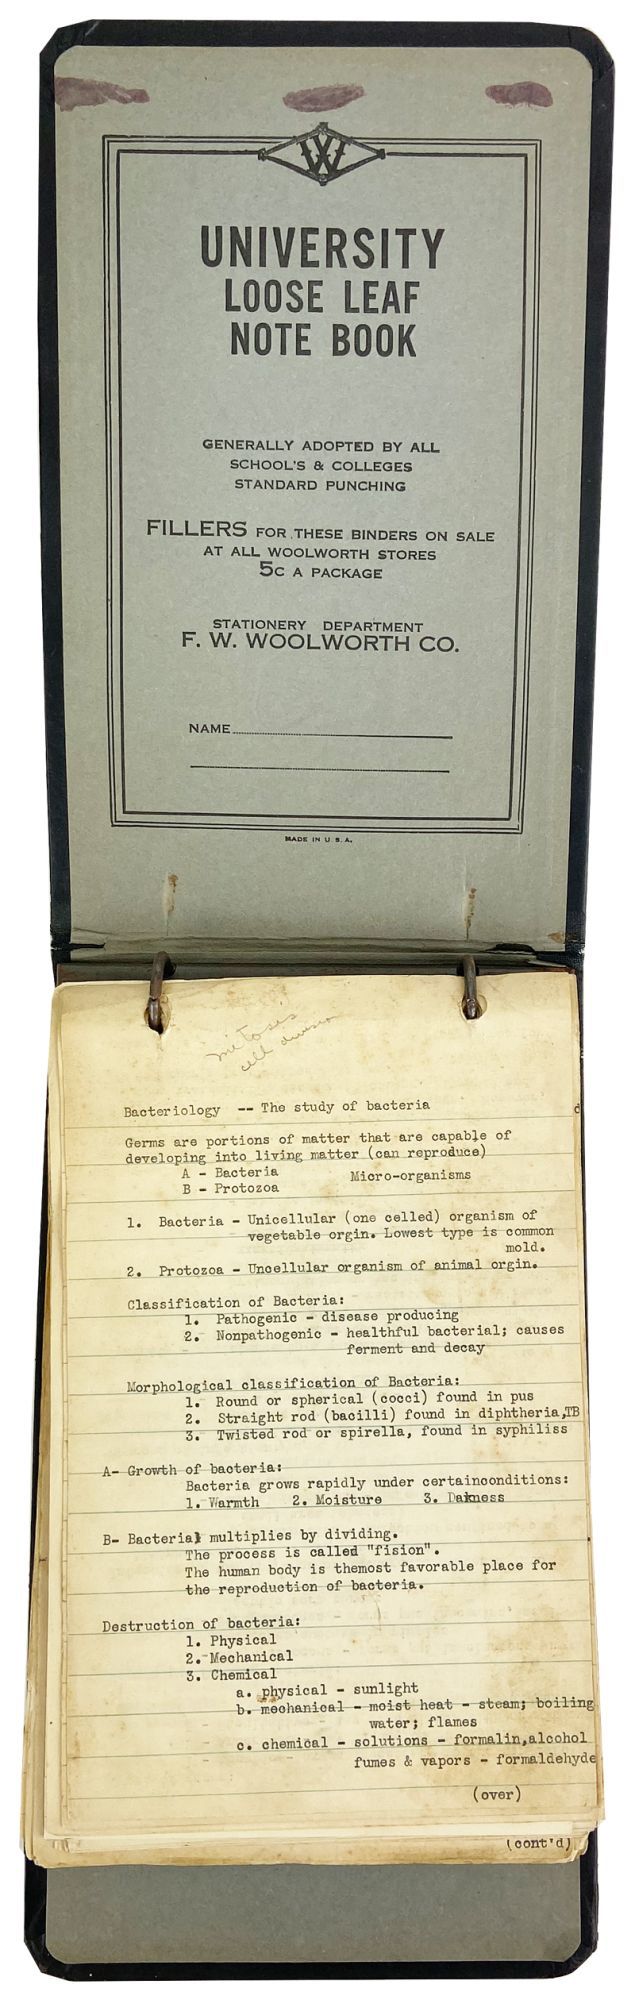 W
UNIVERSITY
LOOSE LEAF
NOTE BOOK
GENERALLY ADOPTED BY ALL
SCHOOL'S & COLLEGES
STANDARD PUNCHING
FILLERS FOR THESE BINDERS ON SALE
AT ALL WOOLWORTH STORES
5C A PACKAGE
STATIONERY DEPARTMENT
F. W. WOOLWORTH CO.
NAME
MADE IN U. S. A.
mitosis
cell division
Bacteriology -- The study of bacteria
d
Germs are portions of matter that are capable of
developing into living matter (can reproduce)
A - Bacteria
Micro-organisms
B - Protozoa
1. Bacteria - Unicellular (one celled) organism of
vegetable orgin. Lowest type is common
mold.
2. Protozoa - Uncellular organism of animal orgin.
Classification of Bacteria:
1. Pathogenic - disease producing
2. Nonpathogenic - healthful bacterial; causes
ferment and decay
Morphological classification of Bacteria:
1. Round or spherical (cocci) found in pus
2. Straight rod (bacilli) found in diphtheria,TB
3. Twisted rod or spirella, found in syphiliss
A- Growth of bacteria:
Bacteria grows rapidly under certainconditions:
1. Warmth 2. Moisture 3. Dakness
B- Bacteria multiplies by dividing.
The process is called "fision".
The human body is themost favorable place for
the reproduction of bacteria.
Destruction of bacteria:
1. Physical
2. Mechanical
3. Chemical
a. physical - sunlight
b. mechanical - moist heat - steam; boiling
water; flames
c. chemical - solutions - formalin,alcohol
fumes & vapors - formaldehyde
(over)
(cont'd)